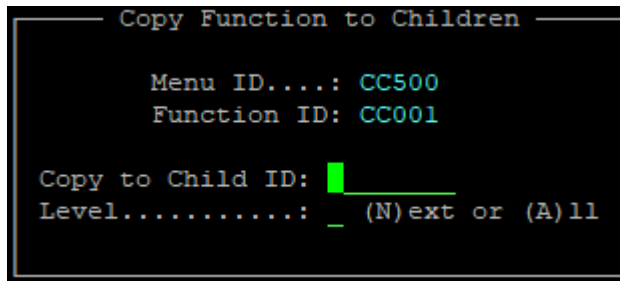 Copy Function to Children
Menu ID....: CC500
Function ID: CC001
Copy to Child ID:
Level...........: _ (N)ext or (A)ll